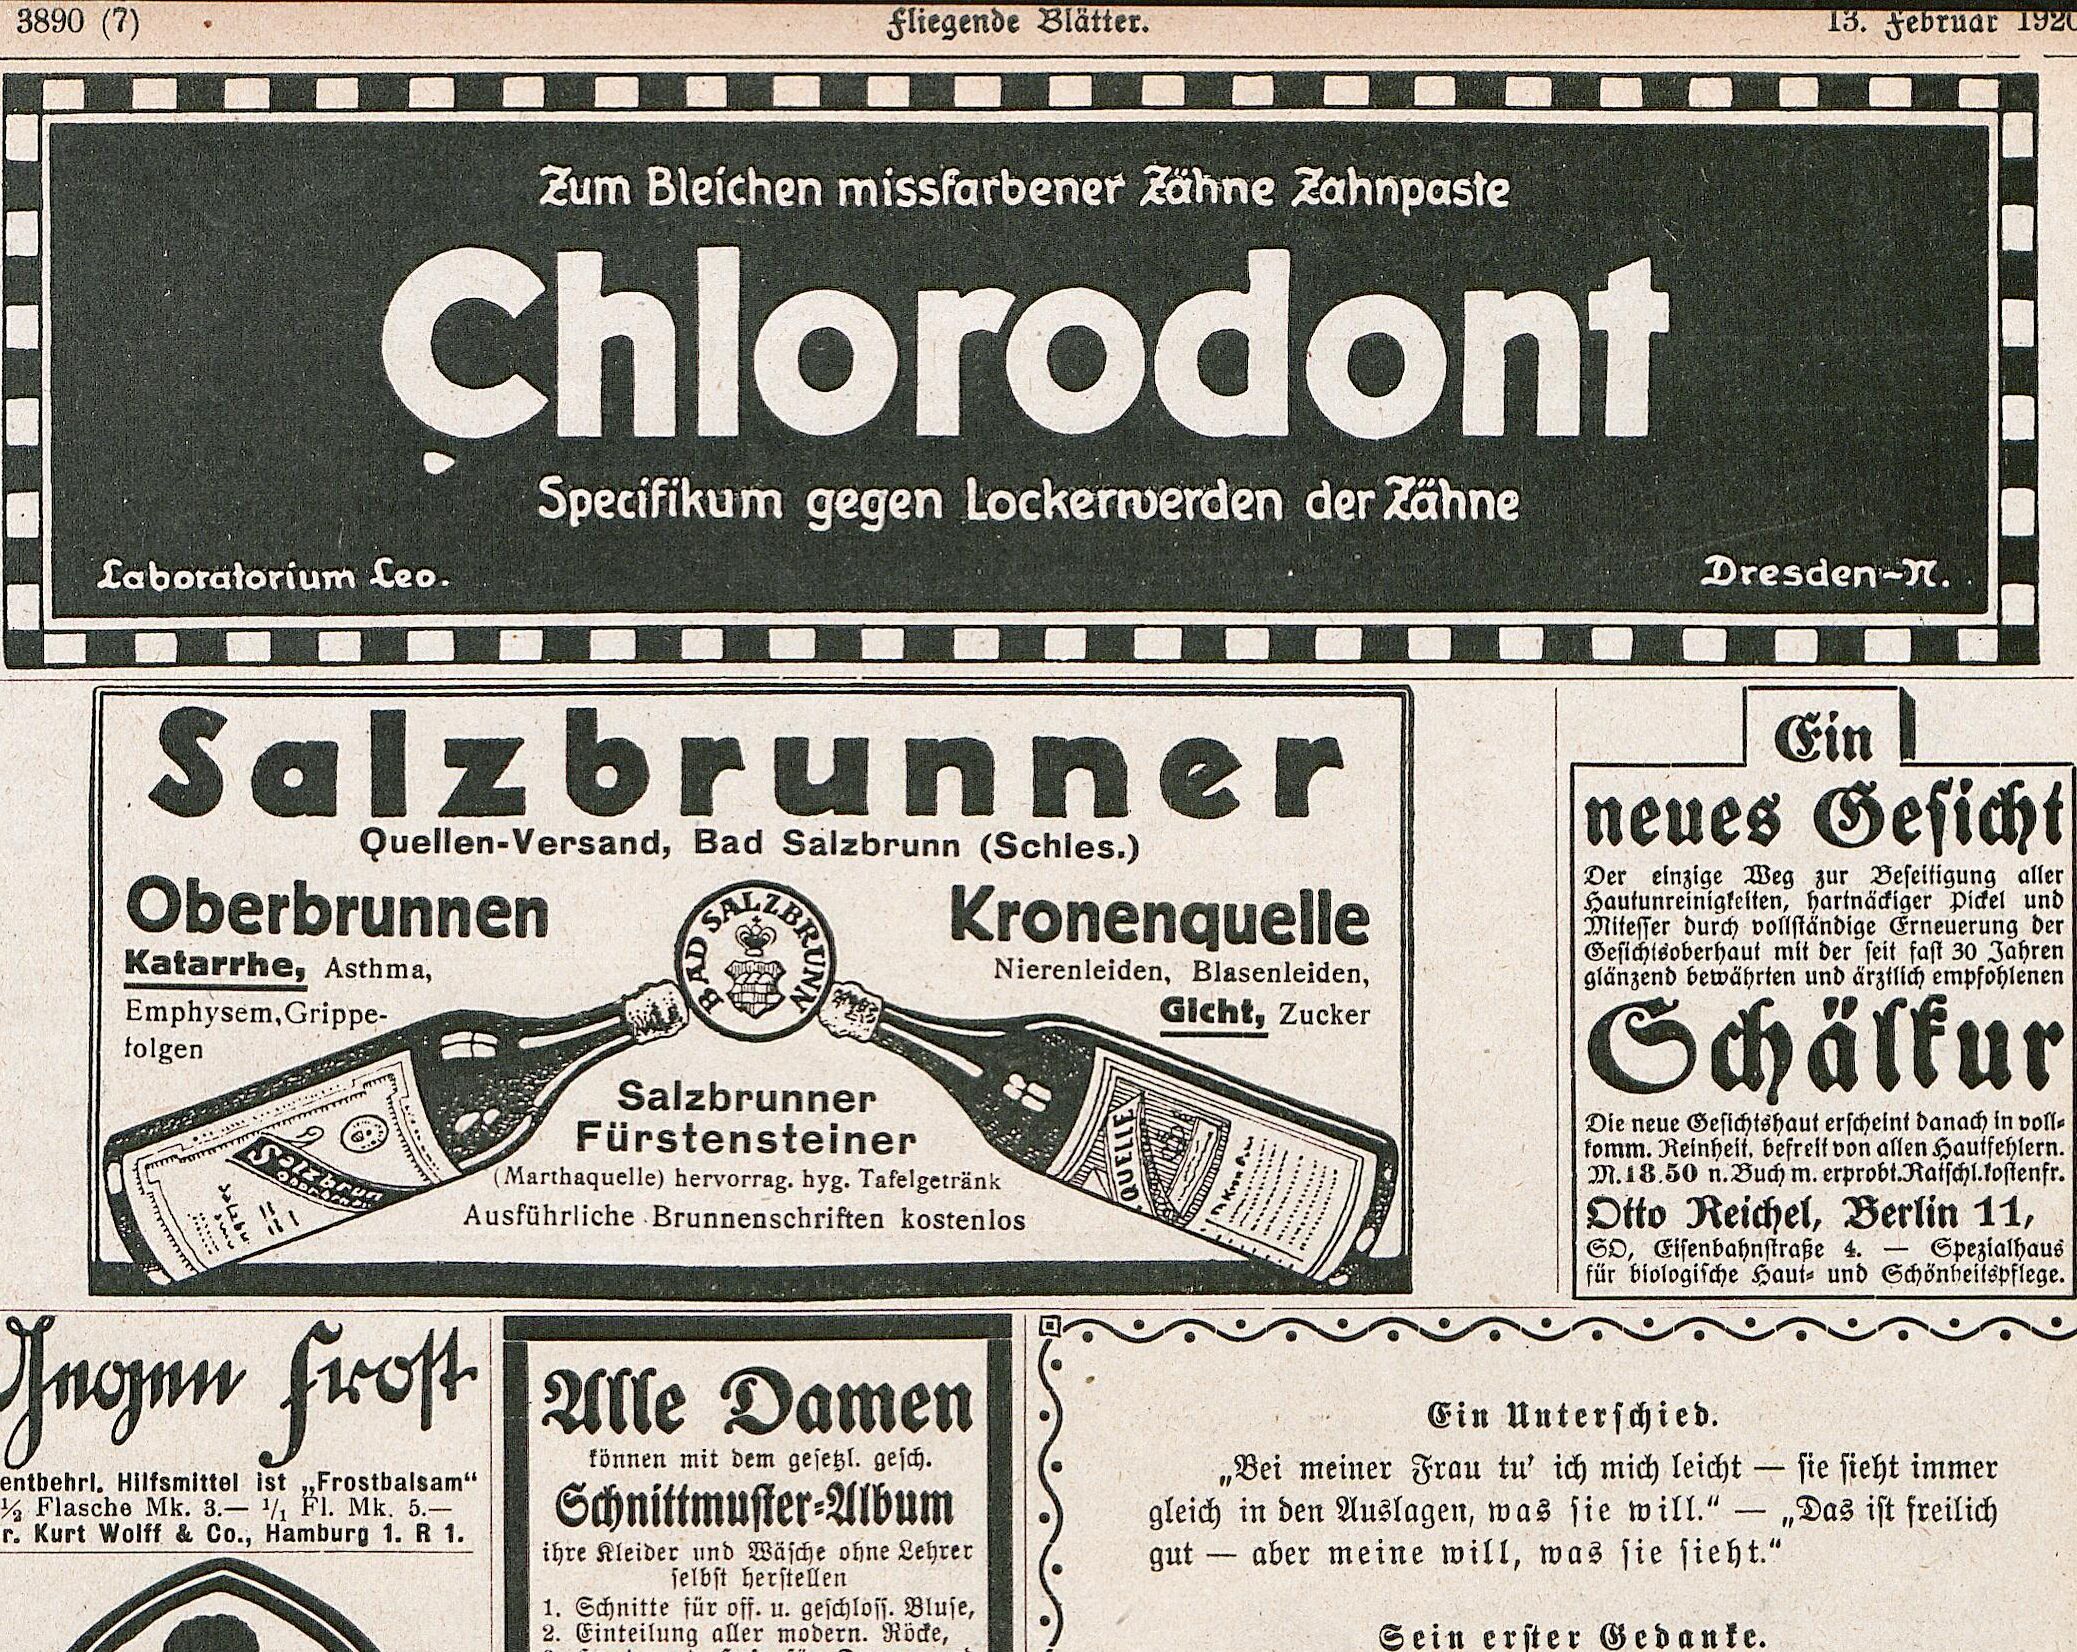 3890 (7)
Fliegende Blätter.
13. Februar 1920
Zum Bleichen missfarbener Zähne Zahnpaste
Chlorodont
Specifikum gegen Lockerwerden der Zähne
Laboratorium Leo.
Dresden-N.
Salzbrunner
Quellen-Versand, Bad Salzbrunn (Schles.)
Oberbrunnen
Katarrhe, Asthma,
Emphysem, Grippe-
folgen
BAD SALZBRUNN
Kronenquelle
Nierenleiden, Blasenleiden,
Gicht, Zucker
Salzbrunn
QUELLE
Salzbrunner
Fürstensteiner
(Marthaquelle) hervorrag. hyg. Tafelgetränk
Ausführliche Brunnenschriften kostenlos
Ein
neues Gesicht
Der einzige Weg zur Beseitigung aller
Hautunreinigkeiten, hartnäckiger Pickel und
Mitesser durch vollständige Erneuerung der
Gesichtsoberhaut mit der seit fast 30 Jahren
glänzend bewährten und ärztlich empfohlenen
Schälkur
Die neue Gesichtshaut erscheint danach in voll-
komm. Reinheit, befreit von allen Hautfehlern.
M. 18.50 n. Buch m. erprobt. Ratschl. kostenfr.
Otto Reichel, Berlin 11,
SO, Eisenbahnstraße 4. — Spezialhaus
für biologische Haut- und Schönheitspflege.
Gegen Frost
entbehrl. Hilfsmittel ist „Frostbalsam“
½ Flasche Mk. 3.— 1/1 Fl. Mk. 5.—
r. Kurt Wolff & Co., Hamburg 1. R 1.
Alle Damen
können mit dem gesetzl. gesch.
Schnittmuster-Album
ihre Kleider und Wäsche ohne Lehrer
selbst herstellen
1. Schnitte für off. u. geschloss. Bluse,
2. Einteilung aller modern. Röcke,
Ein Unterschied.
„Bei meiner Frau tu’ ich mich leicht — sie sieht immer
gleich in den Auslagen, was sie will.“ — „Das ist freilich
gut — aber meine will, was sie sieht.“
Sein erster Gedanke.